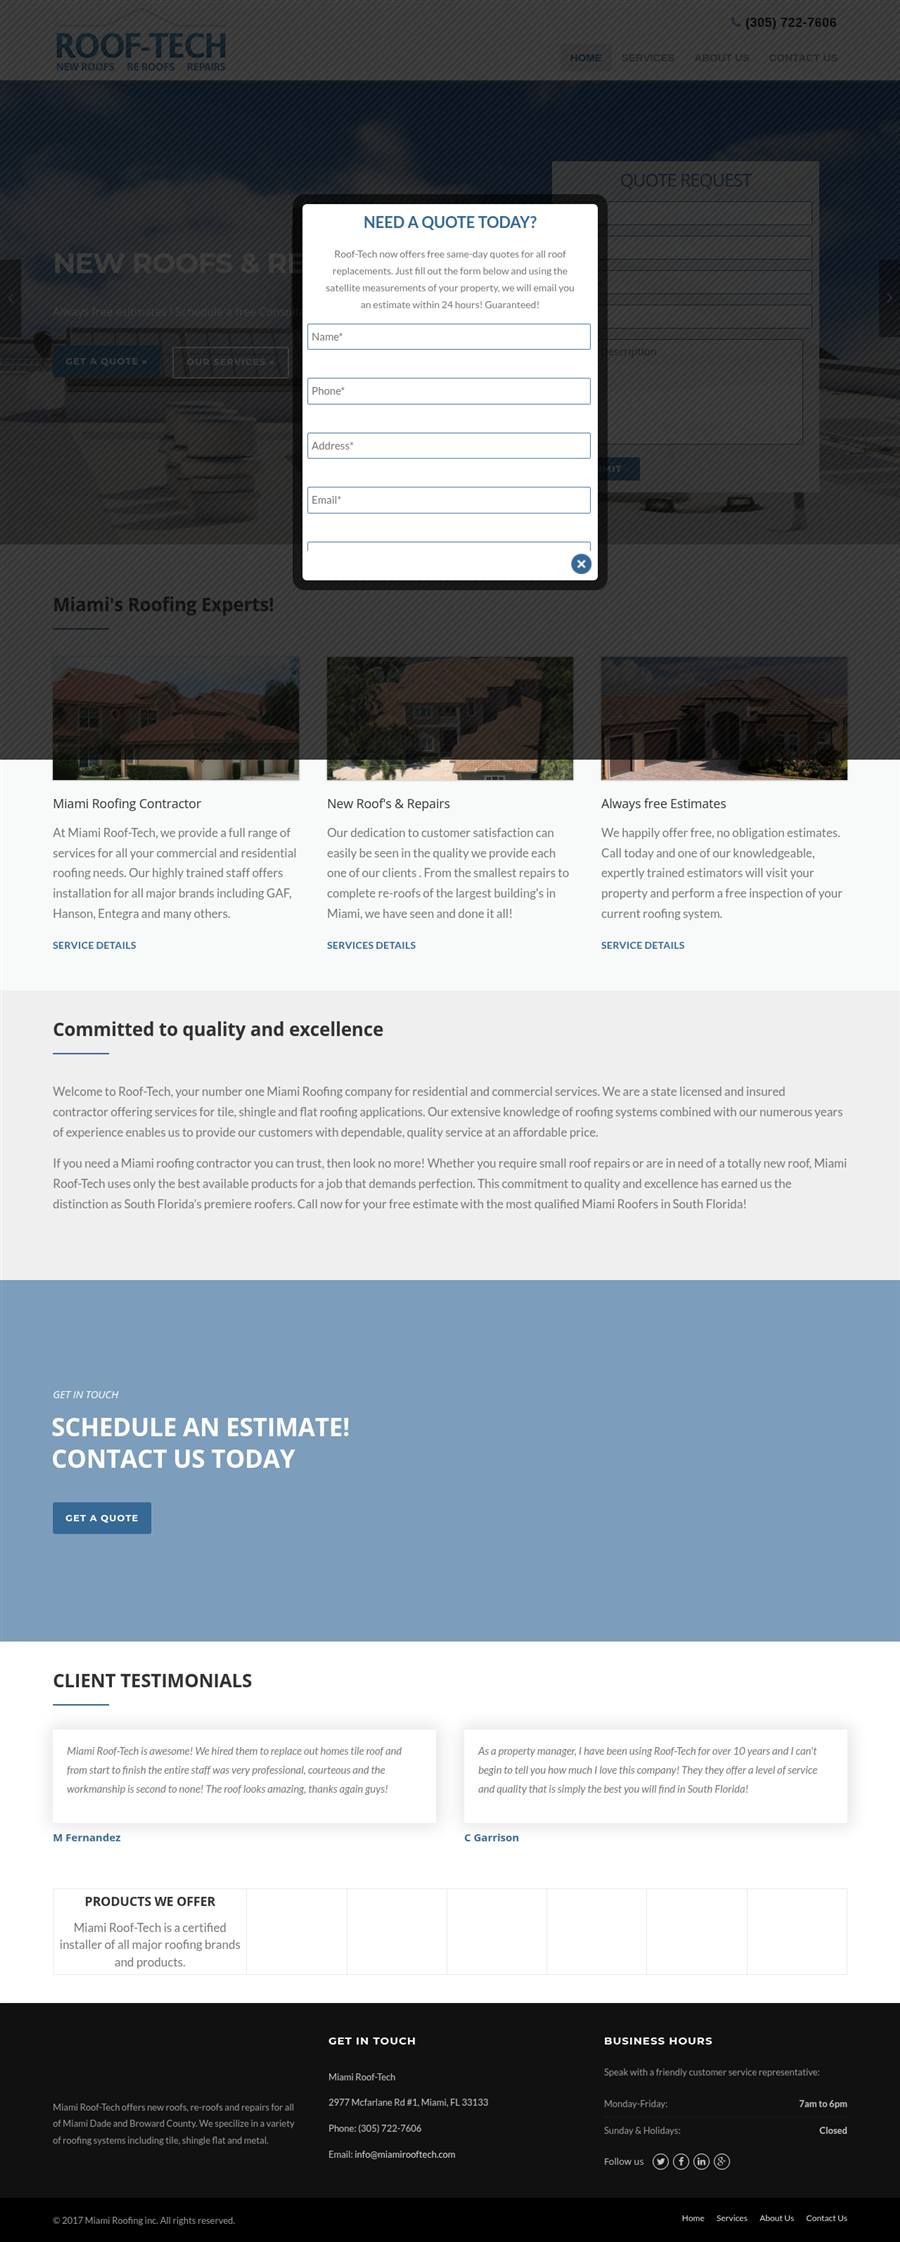 ROOF-TECH
NEW ROOFS RE ROOFS REPAIRS
(305) 722-7606
HOME SERVICES ABOUT US CONTACT US
QUOTE REQUEST
NEW ROOFS & RE
Always free esitmates ! Schedule a free Consul
GET A QUOTE »
OUR SERVICES »
NEED A QUOTE TODAY?
Roof-Tech now offers free same-day quotes for all roof
replacements. Just fill out the form below and using the
satellite measurements of your property, we will email you
an estimate within 24 hours! Guaranteed!
Name*
Phone*
Address*
Email*
Miami's Roofing Experts!
Miami Roofing Contractor
At Miami Roof-Tech, we provide a full range of
services for all your commercial and residential
roofing needs. Our highly trained staff offers
installation for all major brands including GAF,
Hanson, Entegra and many others.
SERVICE DETAILS
New Roof's & Repairs
Our dedication to customer satisfaction can
easily be seen in the quality we provide each
one of our clients . From the smallest repairs to
complete re-roofs of the largest building's in
Miami, we have seen and done it all!
SERVICES DETAILS
Always free Estimates
We happily offer free, no obligation estimates.
Call today and one of our knowledgeable,
expertly trained estimators will visit your
property and perform a free inspection of your
current roofing system.
SERVICE DETAILS
Committed to quality and excellence
Welcome to Roof-Tech, your number one Miami Roofing company for residential and commercial services. We are a state licensed and insured
contractor offering services for tile, shingle and flat roofing applications. Our extensive knowledge of roofing systems combined with our numerous years
of experience enables us to provide our customers with dependable, quality service at an affordable price.
If you need a Miami roofing contractor you can trust, then look no more! Whether you require small roof repairs or are in need of a totally new roof, Miami
Roof-Tech uses only the best available products for a job that demands perfection. This commitment to quality and excellence has earned us the
distinction as South Florida's premiere roofers. Call now for your free estimate with the most qualified Miami Roofers in South Florida!
GET IN TOUCH
SCHEDULE AN ESTIMATE!
CONTACT US TODAY
GET A QUOTE
CLIENT TESTIMONIALS
Miami Roof-Tech is awesome! We hired them to replace out homes tile roof and
from start to finish the entire staff was very professional, courteous and the
workmanship is second to none! The roof looks amazing, thanks again guys!
M Fernandez
As a property manager, I have been using Roof-Tech for over 10 years and I can't
begin to tell you how much I love this company! They they offer a level of service
and quality that is simply the best you will find in South Florida!
C Garrison
PRODUCTS WE OFFER
Miami Roof-Tech is a certified
installer of all major roofing brands
and products.
Miami Roof-Tech offers new roofs, re-roofs and repairs for all
of Miami Dade and Broward County. We specilize in a variety
of roofing systems including tile, shingle flat and metal.
GET IN TOUCH
Miami Roof-Tech
2977 Mcfarlane Rd #1, Miami, FL 33133
Phone: (305) 722-7606
Email: info@miamirooftech.com
BUSINESS HOURS
Speak with a friendly customer service representative:
Monday-Friday: 7am to 6pm
Sunday & Holidays: Closed
Follow us
© 2017 Miami Roofing inc. All rights reserved.
Home Services About Us Contact Us